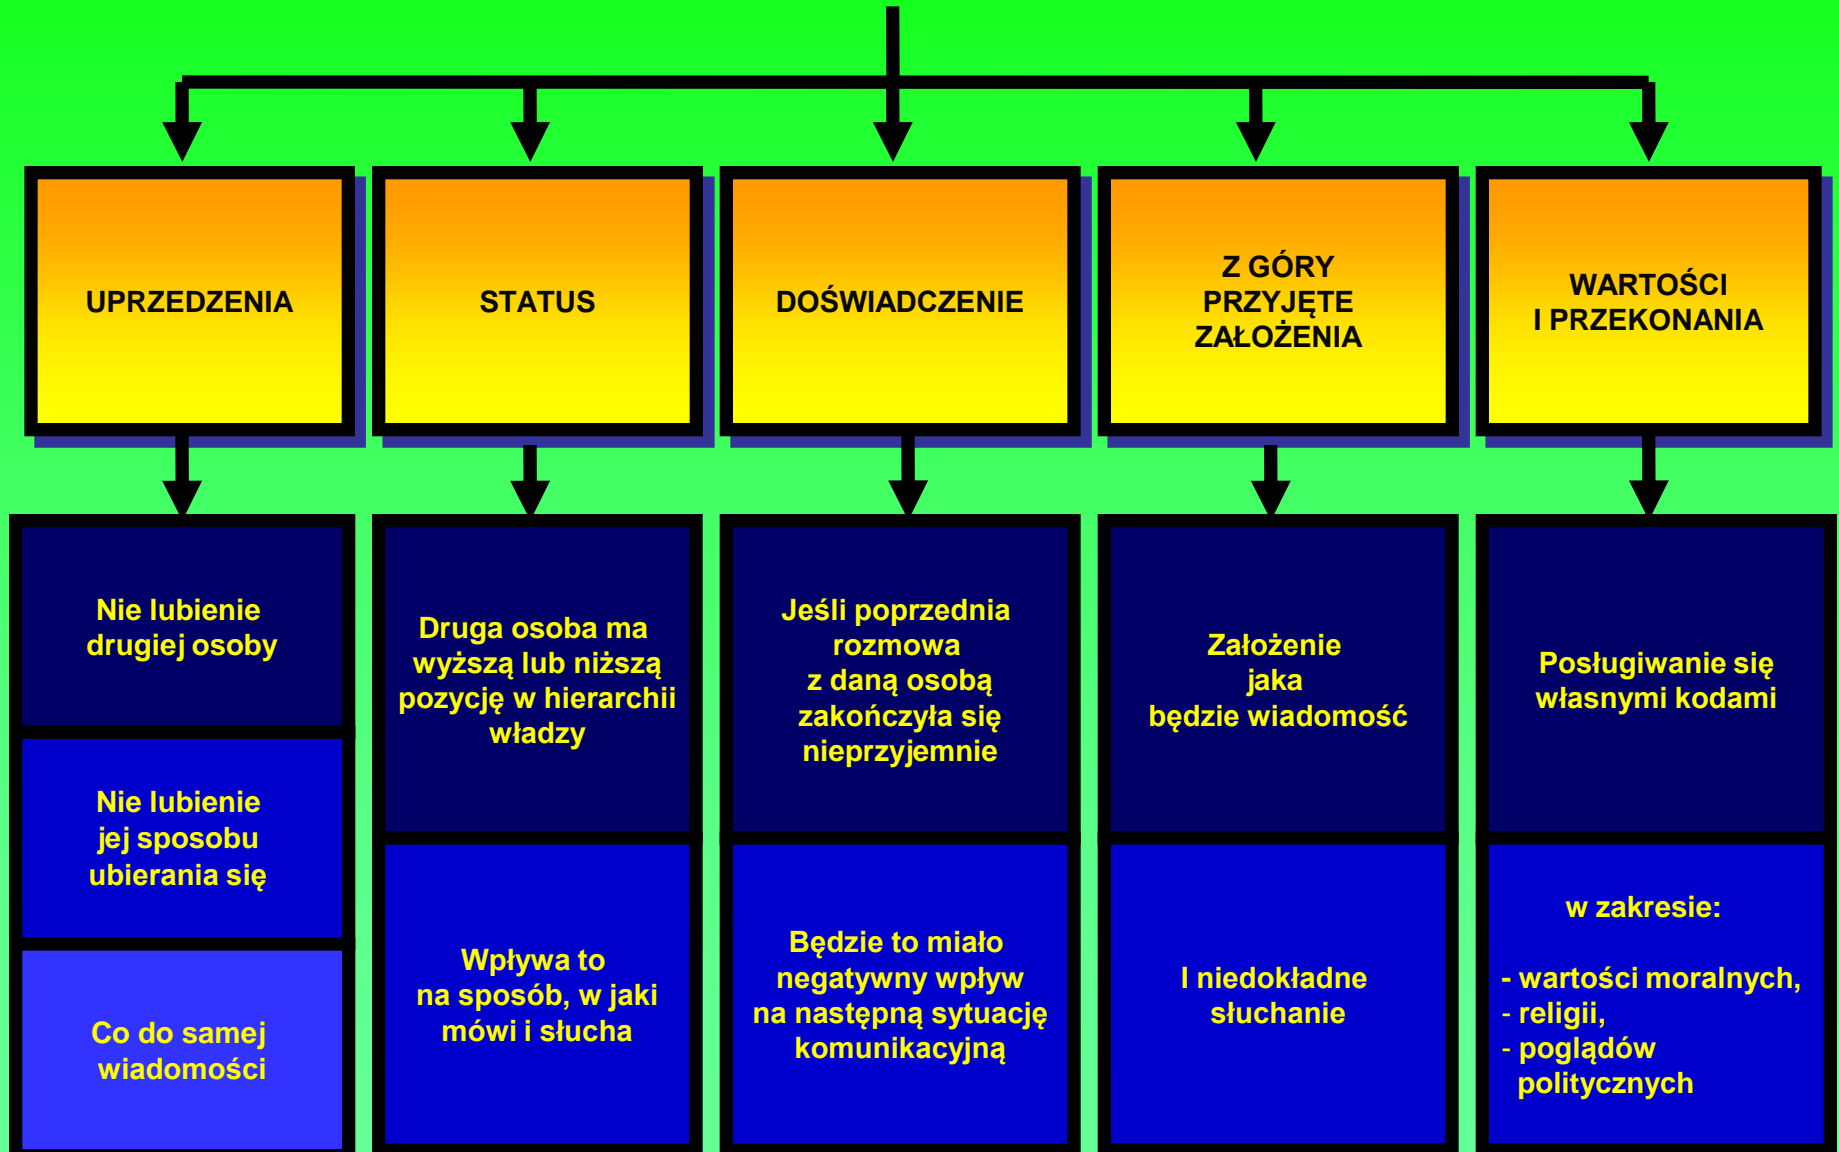 UPRZEDZENIA
STATUS
DOŚWIADCZENIE
Z GÓRY
PRZYJĘTE
ZAŁOŻENIA
WARTOŚCI
I PRZEKONANIA
Nie lubienie
drugiej osoby
Nie lubienie
jej sposobu
ubierania się
Co do samej
wiadomości
Druga osoba ma
wyższą lub niższą
pozycję w hierarchii
władzy
Wpływa to
na sposób, w jaki
mówi i słucha
Jeśli poprzednia
rozmowa
z daną osobą
zakończyła się
nieprzyjemnie
Będzie to miało
negatywny wpływ
na następną sytuację
komunikacyjną
Założenie
jaka
będzie wiadomość
I niedokładne
słuchanie
Posługiwanie się
własnymi kodami
w zakresie:
- wartości moralnych,
- religii,
- poglądów
politycznych